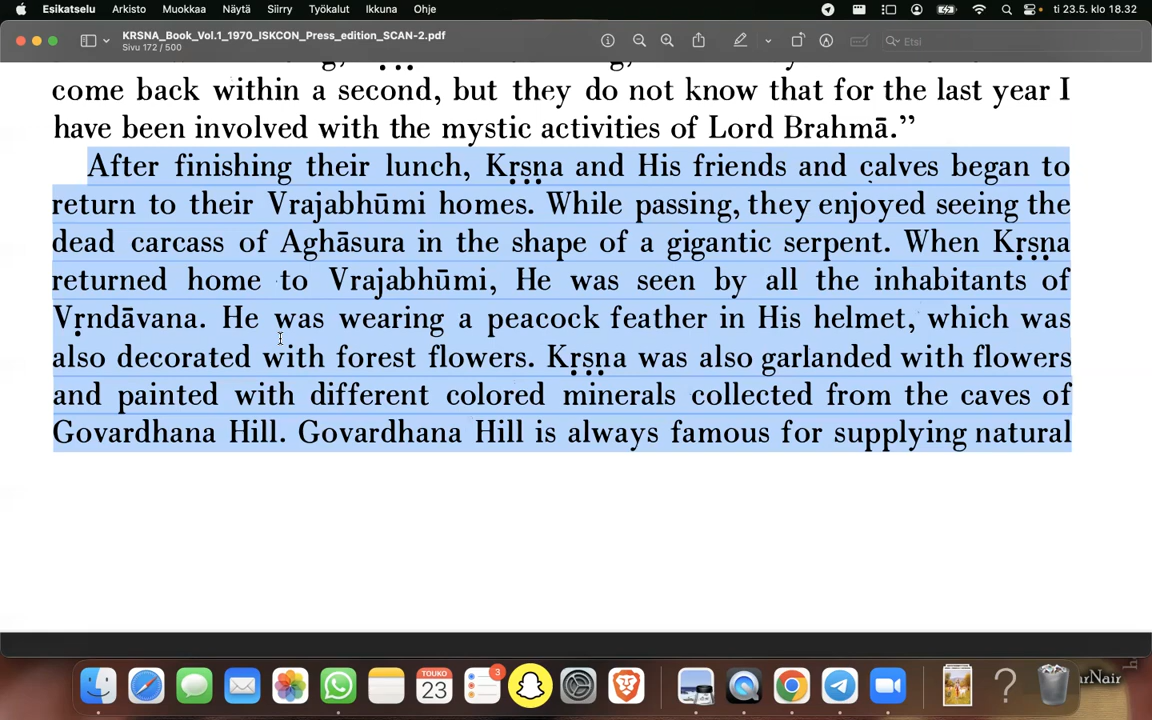 Esikatselu Arkisto Muokkaa Näytä Siirry Työkalut Ikkuna Ohje ti 23.5. klo 18.32
KRSNA_Book_Vol.1_1970_ISKCON_Press_edition_SCAN-2.pdf
Sivu 172 / 500
Etsi
come back within a second, but they do not know that for the last year I
have been involved with the mystic activities of Lord Brahmā.”
After finishing their lunch, Kṛṣṇa and His friends and calves began to
return to their Vrajabhūmi homes. While passing, they enjoyed seeing the
dead carcass of Aghāsura in the shape of a gigantic serpent. When Kṛṣṇa
returned home to Vrajabhūmi, He was seen by all the inhabitants of
Vṛndāvana. He was wearing a peacock feather in His helmet, which was
also decorated with forest flowers. Kṛṣṇa was also garlanded with flowers
and painted with different colored minerals collected from the caves of
Govardhana Hill. Govardhana Hill is always famous for supplying natural
TOUKO
23
3